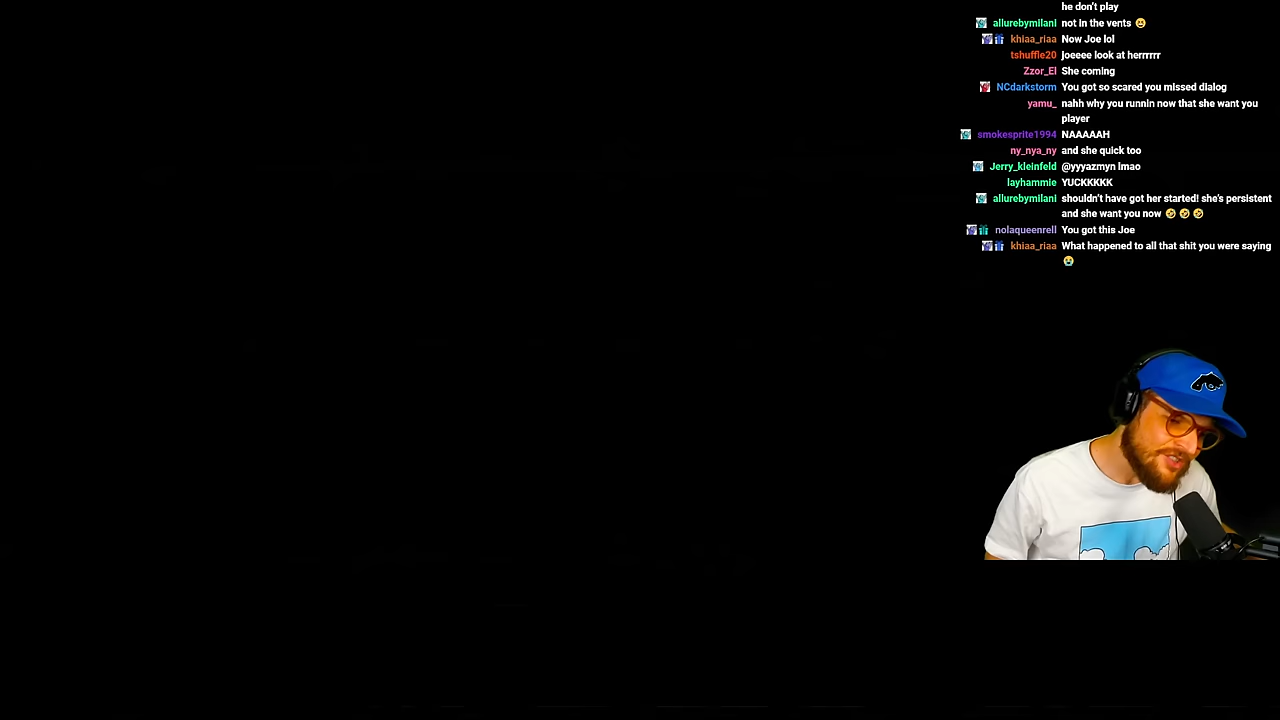 he don't play
allurebymilani not in the vents 😀
khiaa_riaa Now Joe lol
tshuffle20 Joeeee look at herrrrrr
Zzor_El She coming
NCdarkstorm You got so scared you missed dialog
yamu_ nahh why you runnin now that she want you
player
smokesprite1994 NAAAAAH
ny_nya_ny and she quick too
Jerry_kleinfeld @yyyazmyn lmao
layhammie YUCKKKKK
allurebymilani shouldn't have got her started! she's persistent
and she want you now 🤣 🤣 🤣
nolaqueenrell You got this Joe
khiaa_riaa What happened to all that shit you were saying
😭